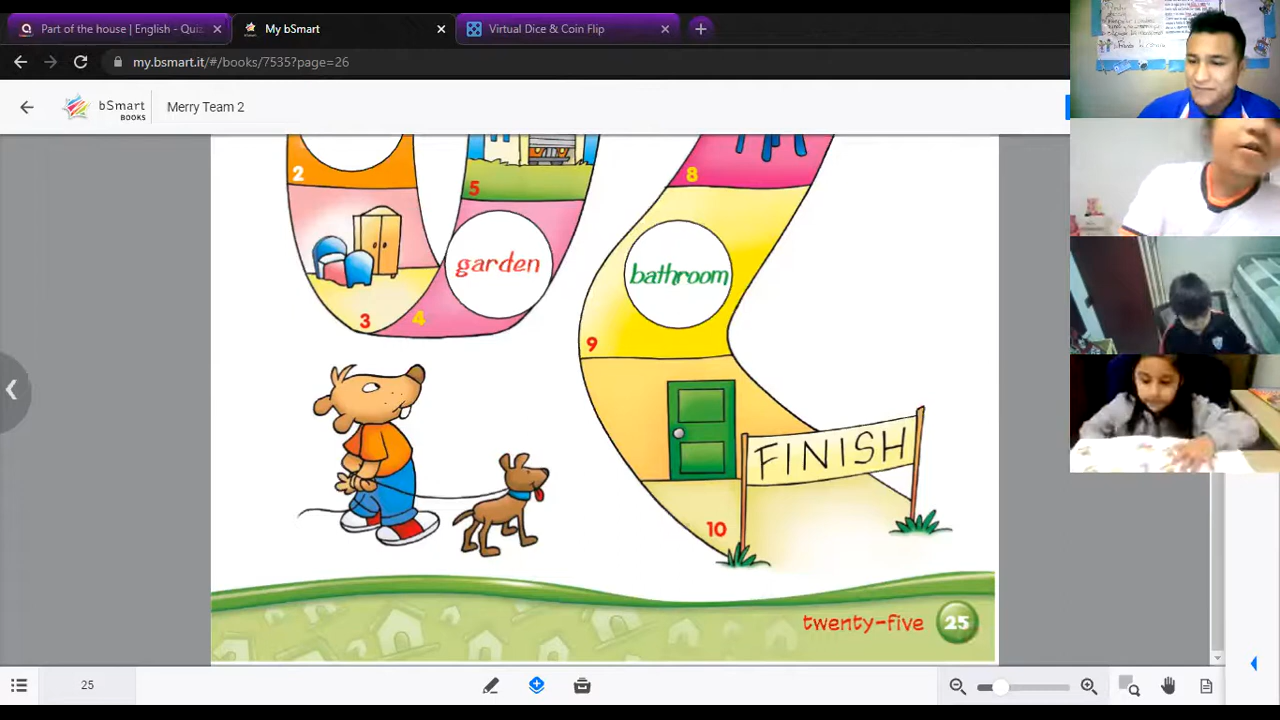 Part of the house | English - Quiz
My bSmart
Virtual Dice & Coin Flip
my.bsmart.it/#/books/7535?page=26
bSmart
BOOKS
Merry Team 2
2
5
8
garden
bathroom
3
4
9
FINISH
10
twenty-five 25
25